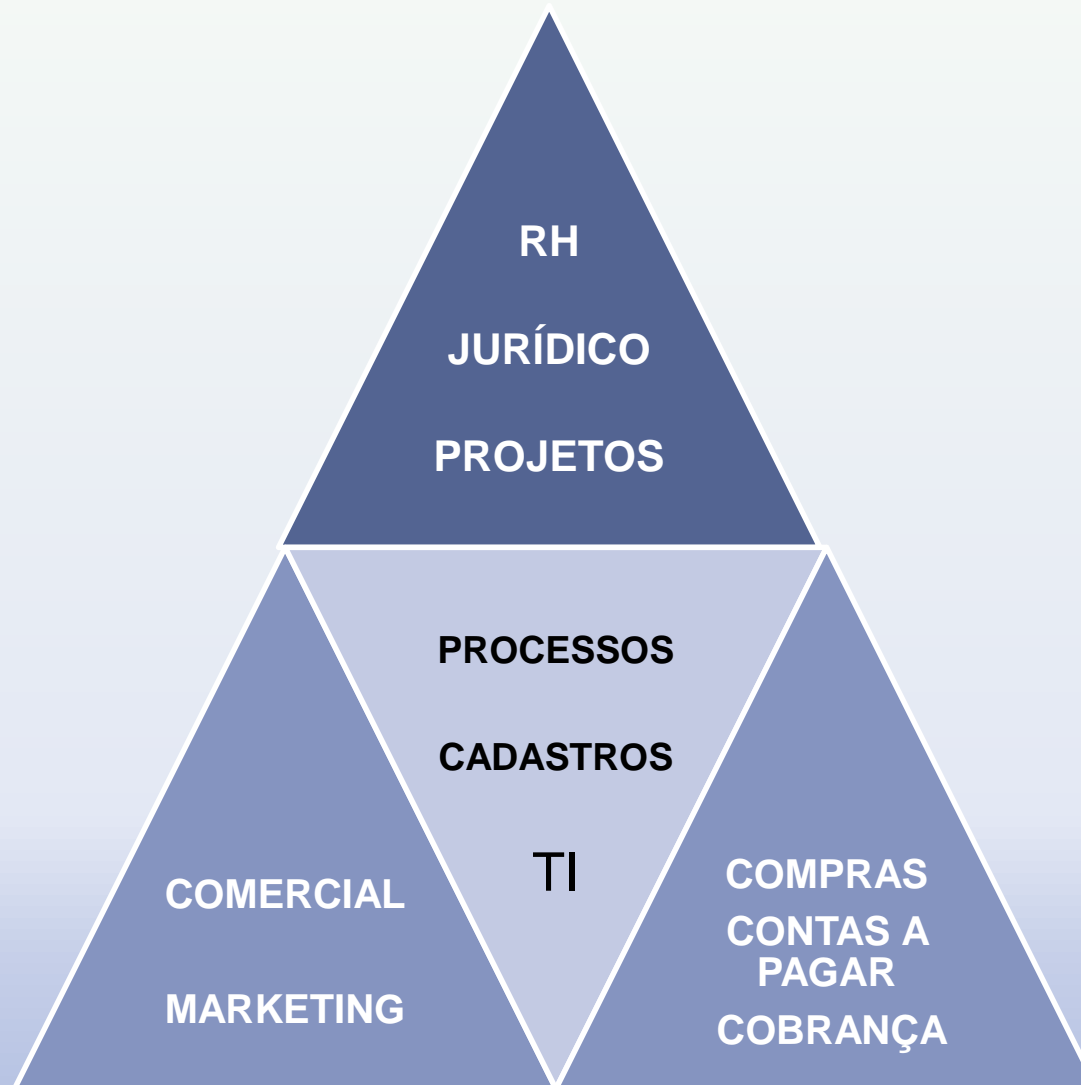 RH
JURÍDICO
PROJETOS
PROCESSOS
CADASTROS
TI
COMERCIAL
MARKETING
COMPRAS
CONTAS A
PAGAR
COBRANÇA